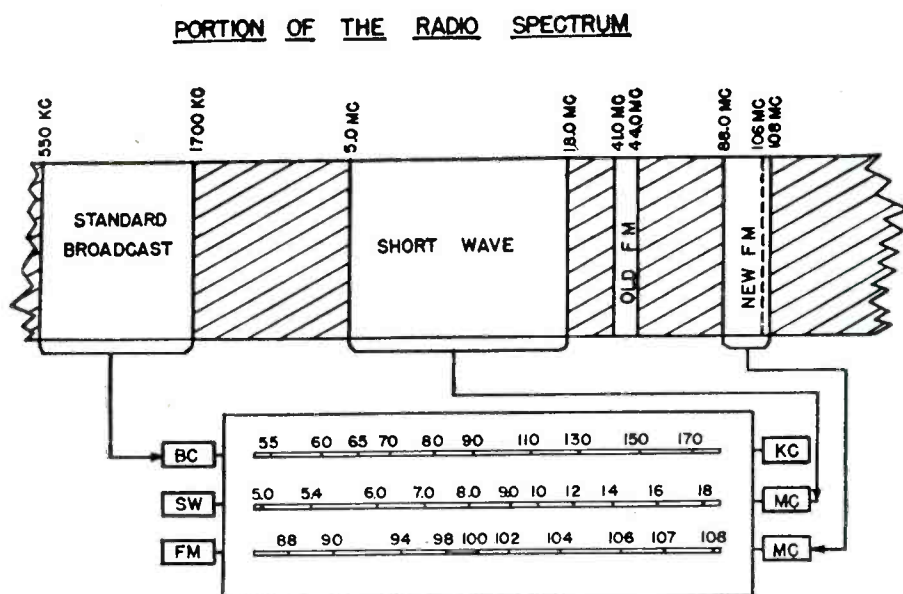 PORTION OF THE RADIO SPECTRUM
550 KC
1700 KC
5.0 MC
18.0 MC
41.0 MC
44.0 MC
88.0 MC
106 MC
108 MC
STANDARD
BROADCAST
SHORT WAVE
OLD FM
NEW FM
BC
55 60 65 70 80 90 110 130 150 170
KC
SW
5.0 5.4 6.0 7.0 8.0 9.0 10 12 14 16 18
MC
FM
88 90 94 98 100 102 104 106 107 108
MC